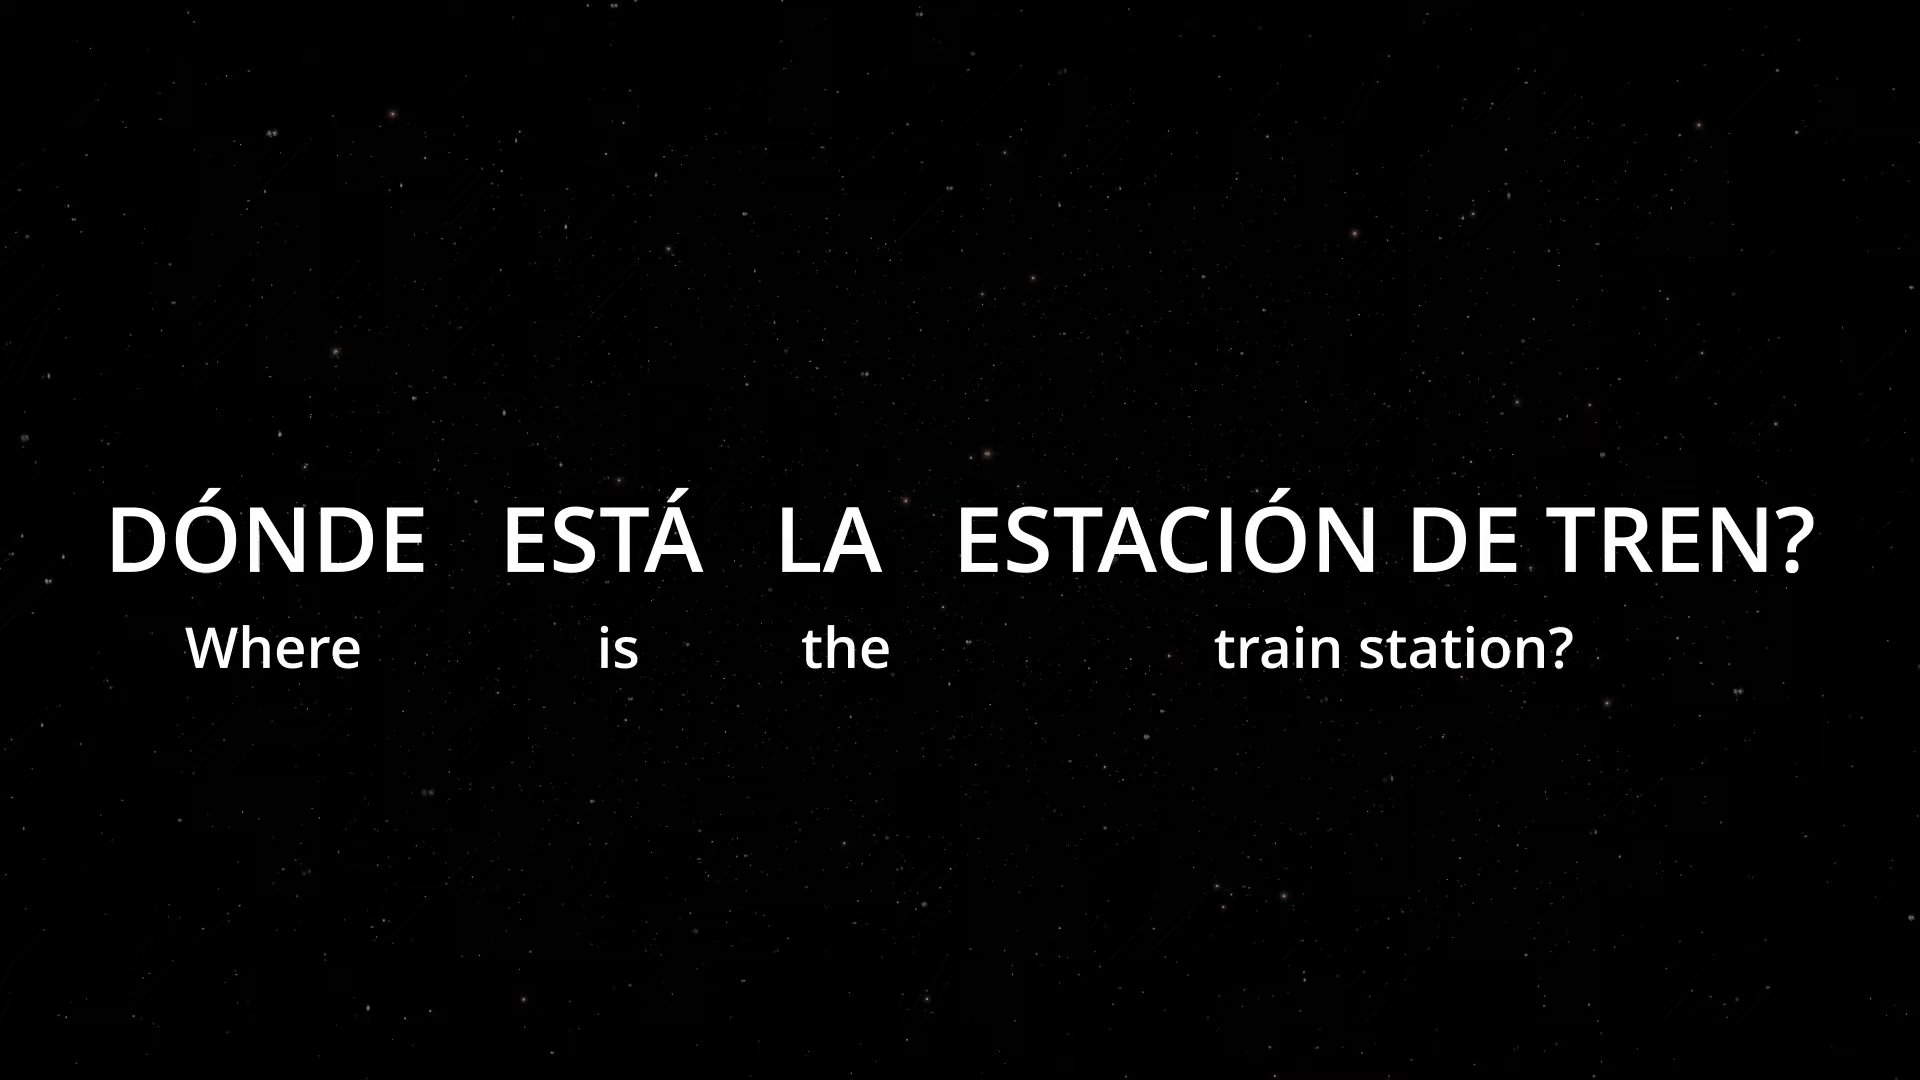 DÓNDE ESTÁ LA ESTACIÓN DE TREN?
Where is the train station?